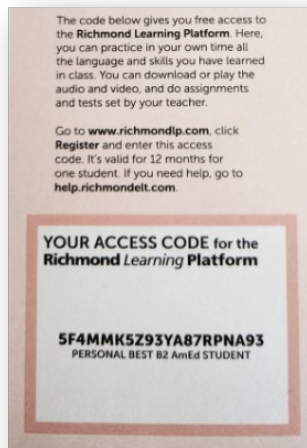 The code below gives you free access to
the Richmond Learning Platform. Here,
you can practice in your own time all
the language and skills you have learned
in class. You can download or play the
audio and video, and do assignments
and tests set by your teacher.
Go to www.richmondlp.com, click
Register and enter this access
code. It's valid for 12 months for
one student. If you need help, go to
help.richmondelt.com.
YOUR ACCESS CODE for the
Richmond Learning Platform
5F4MMK5Z93YA87RPNA93
PERSONAL BEST B2 AmEd STUDENT